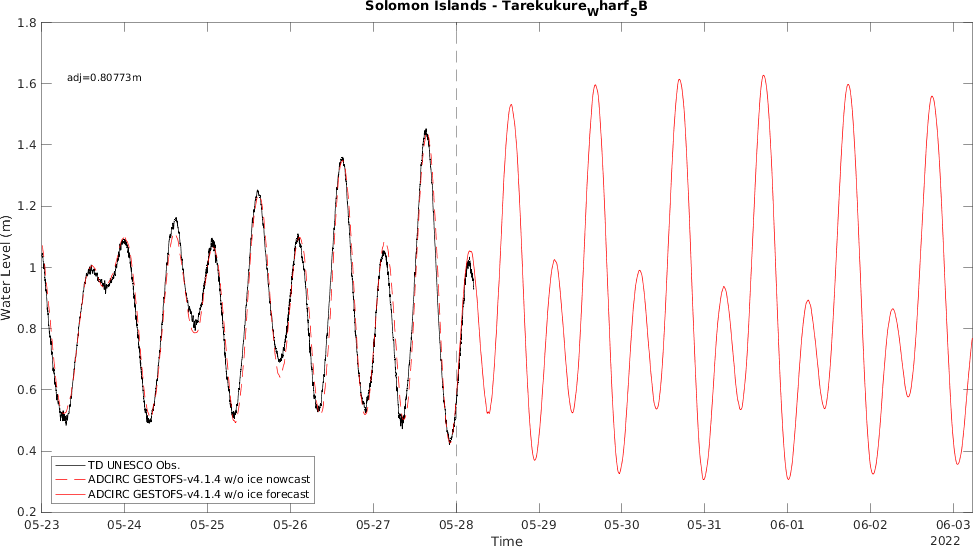 Solomon Islands - Tarekukure_Wharf_SB
1.8
1.6
adj=0.80773m
1.4
1.2
1
0.8
0.6
0.4
0.2
Water Level (m)
TD UNESCO Obs.
ADCIRC GESTOFS-v4.1.4 w/o ice nowcast
ADCIRC GESTOFS-v4.1.4 w/o ice forecast
05-23 05-24 05-25 05-26 05-27 05-28 05-29 05-30 05-31 06-01 06-02 06-03
Time
2022